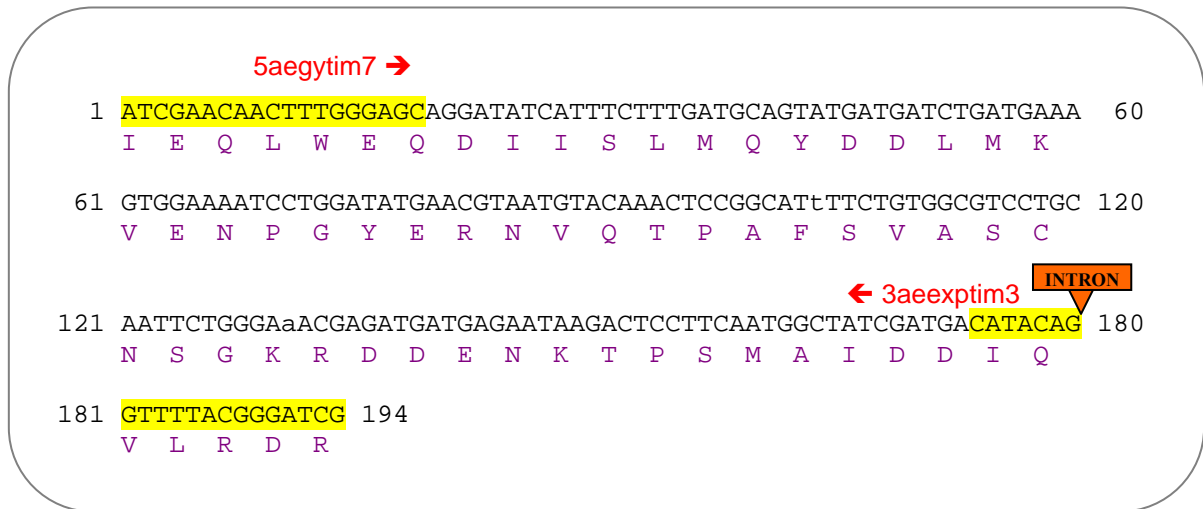 5aegytim7 ➔
1 ATCGAACAACTTTGGGAGCAGGATATCATTTCTTTGATGCAGTATGATGATCTGATGAAA 60
I E Q L W E Q D I I S L M Q Y D D L M K
61 GTGGAAAATCCTGGATATGAACGTAATGTACAAACTCCGGCATtTTCTGTGGCGTCCTGC 120
V E N P G Y E R N V Q T P A F S V A S C
INTRON
← 3aeexptim3
121 AATTCTGGGAaACGAGATGATGAGAATAAGACTCCTTCAATGGCTATCGATGACATACAG 180
N S G K R D D E N K T P S M A I D D I Q
181 GTTTTACGGGATCG 194
V L R D R